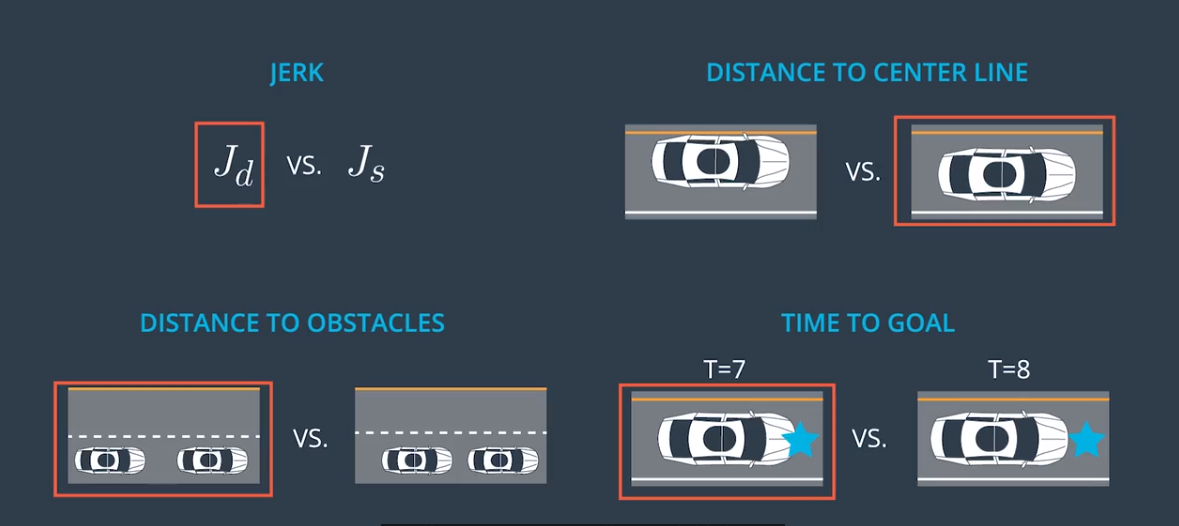 JERK
J_d VS. J_s
DISTANCE TO CENTER LINE
VS.
DISTANCE TO OBSTACLES
VS.
TIME TO GOAL
T=7
T=8
VS.